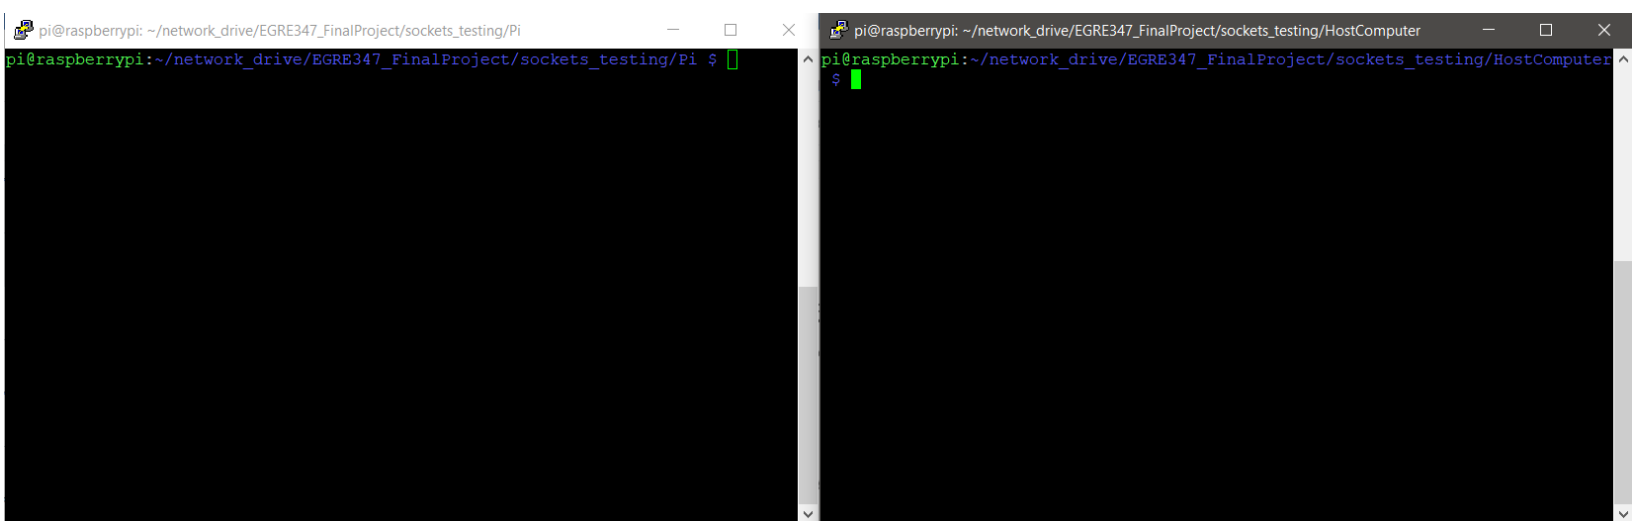 pi@raspberrypi: ~/network_drive/EGRE347_FinalProject/sockets_testing/Pi
pi@raspberrypi:~/network_drive/EGRE347_FinalProject/sockets_testing/Pi $
pi@raspberrypi: ~/network_drive/EGRE347_FinalProject/sockets_testing/HostComputer
pi@raspberrypi:~/network_drive/EGRE347_FinalProject/sockets_testing/HostComputer
$